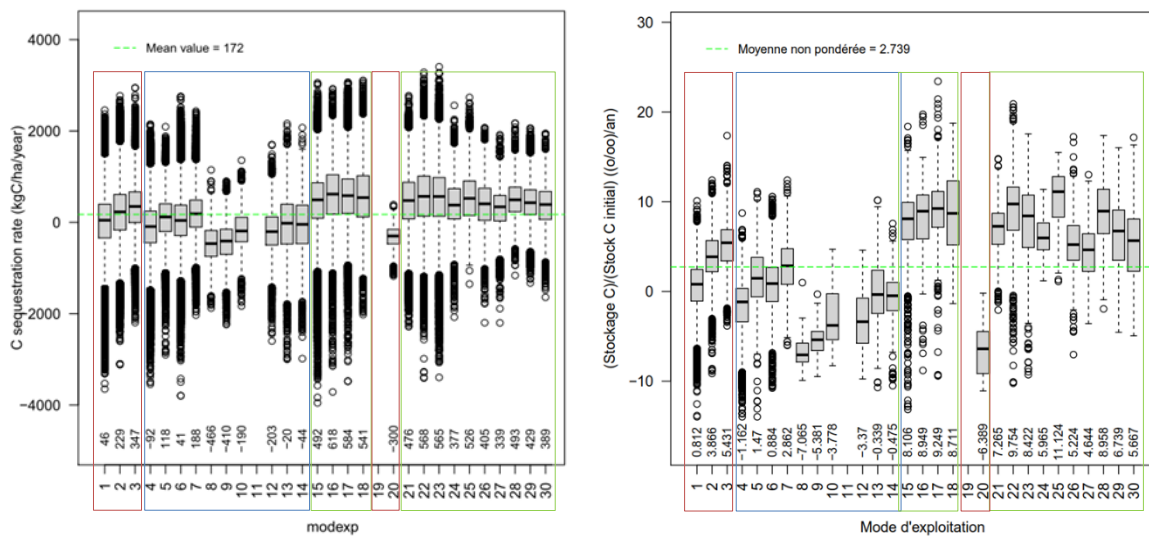 4000
2000
0
−2000
−4000
C sequestration rate (kgC/ha/year)
Mean value = 172
46 229 347 −92 118 41 188 −466 −410 −190 −203 −20 −44 492 618 584 541 −300 476 568 565 377 526 405 339 493 429 389
1 2 3 4 5 6 7 8 9 10 11 12 13 14 15 16 17 18 19 20 21 22 23 24 25 26 27 28 29 30
modexp
30
20
10
0
−10
(Stockage C)/(Stock C initial) ((o/oo)/an)
Moyenne non pondérée = 2.739
0.812 3.866 5.431 −1.162 1.47 0.884 2.862 −7.065 −5.381 −3.778 −3.37 −0.339 −0.475 8.106 8.949 9.249 8.711 −6.389 7.265 9.754 8.422 5.965 11.124 5.224 4.644 8.958 6.739 5.667
1 2 3 4 5 6 7 8 9 10 11 12 13 14 15 16 17 18 19 20 21 22 23 24 25 26 27 28 29 30
Mode d'exploitation